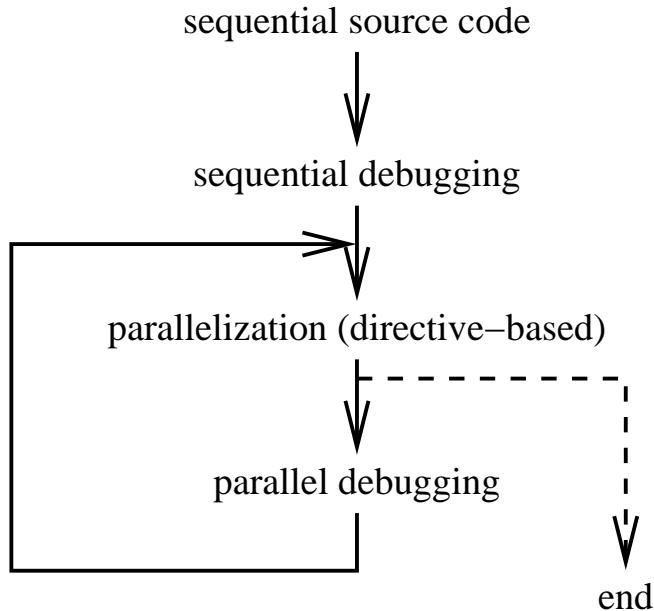 sequential source code
sequential debugging
parallelization (directive−based)
parallel debugging
end